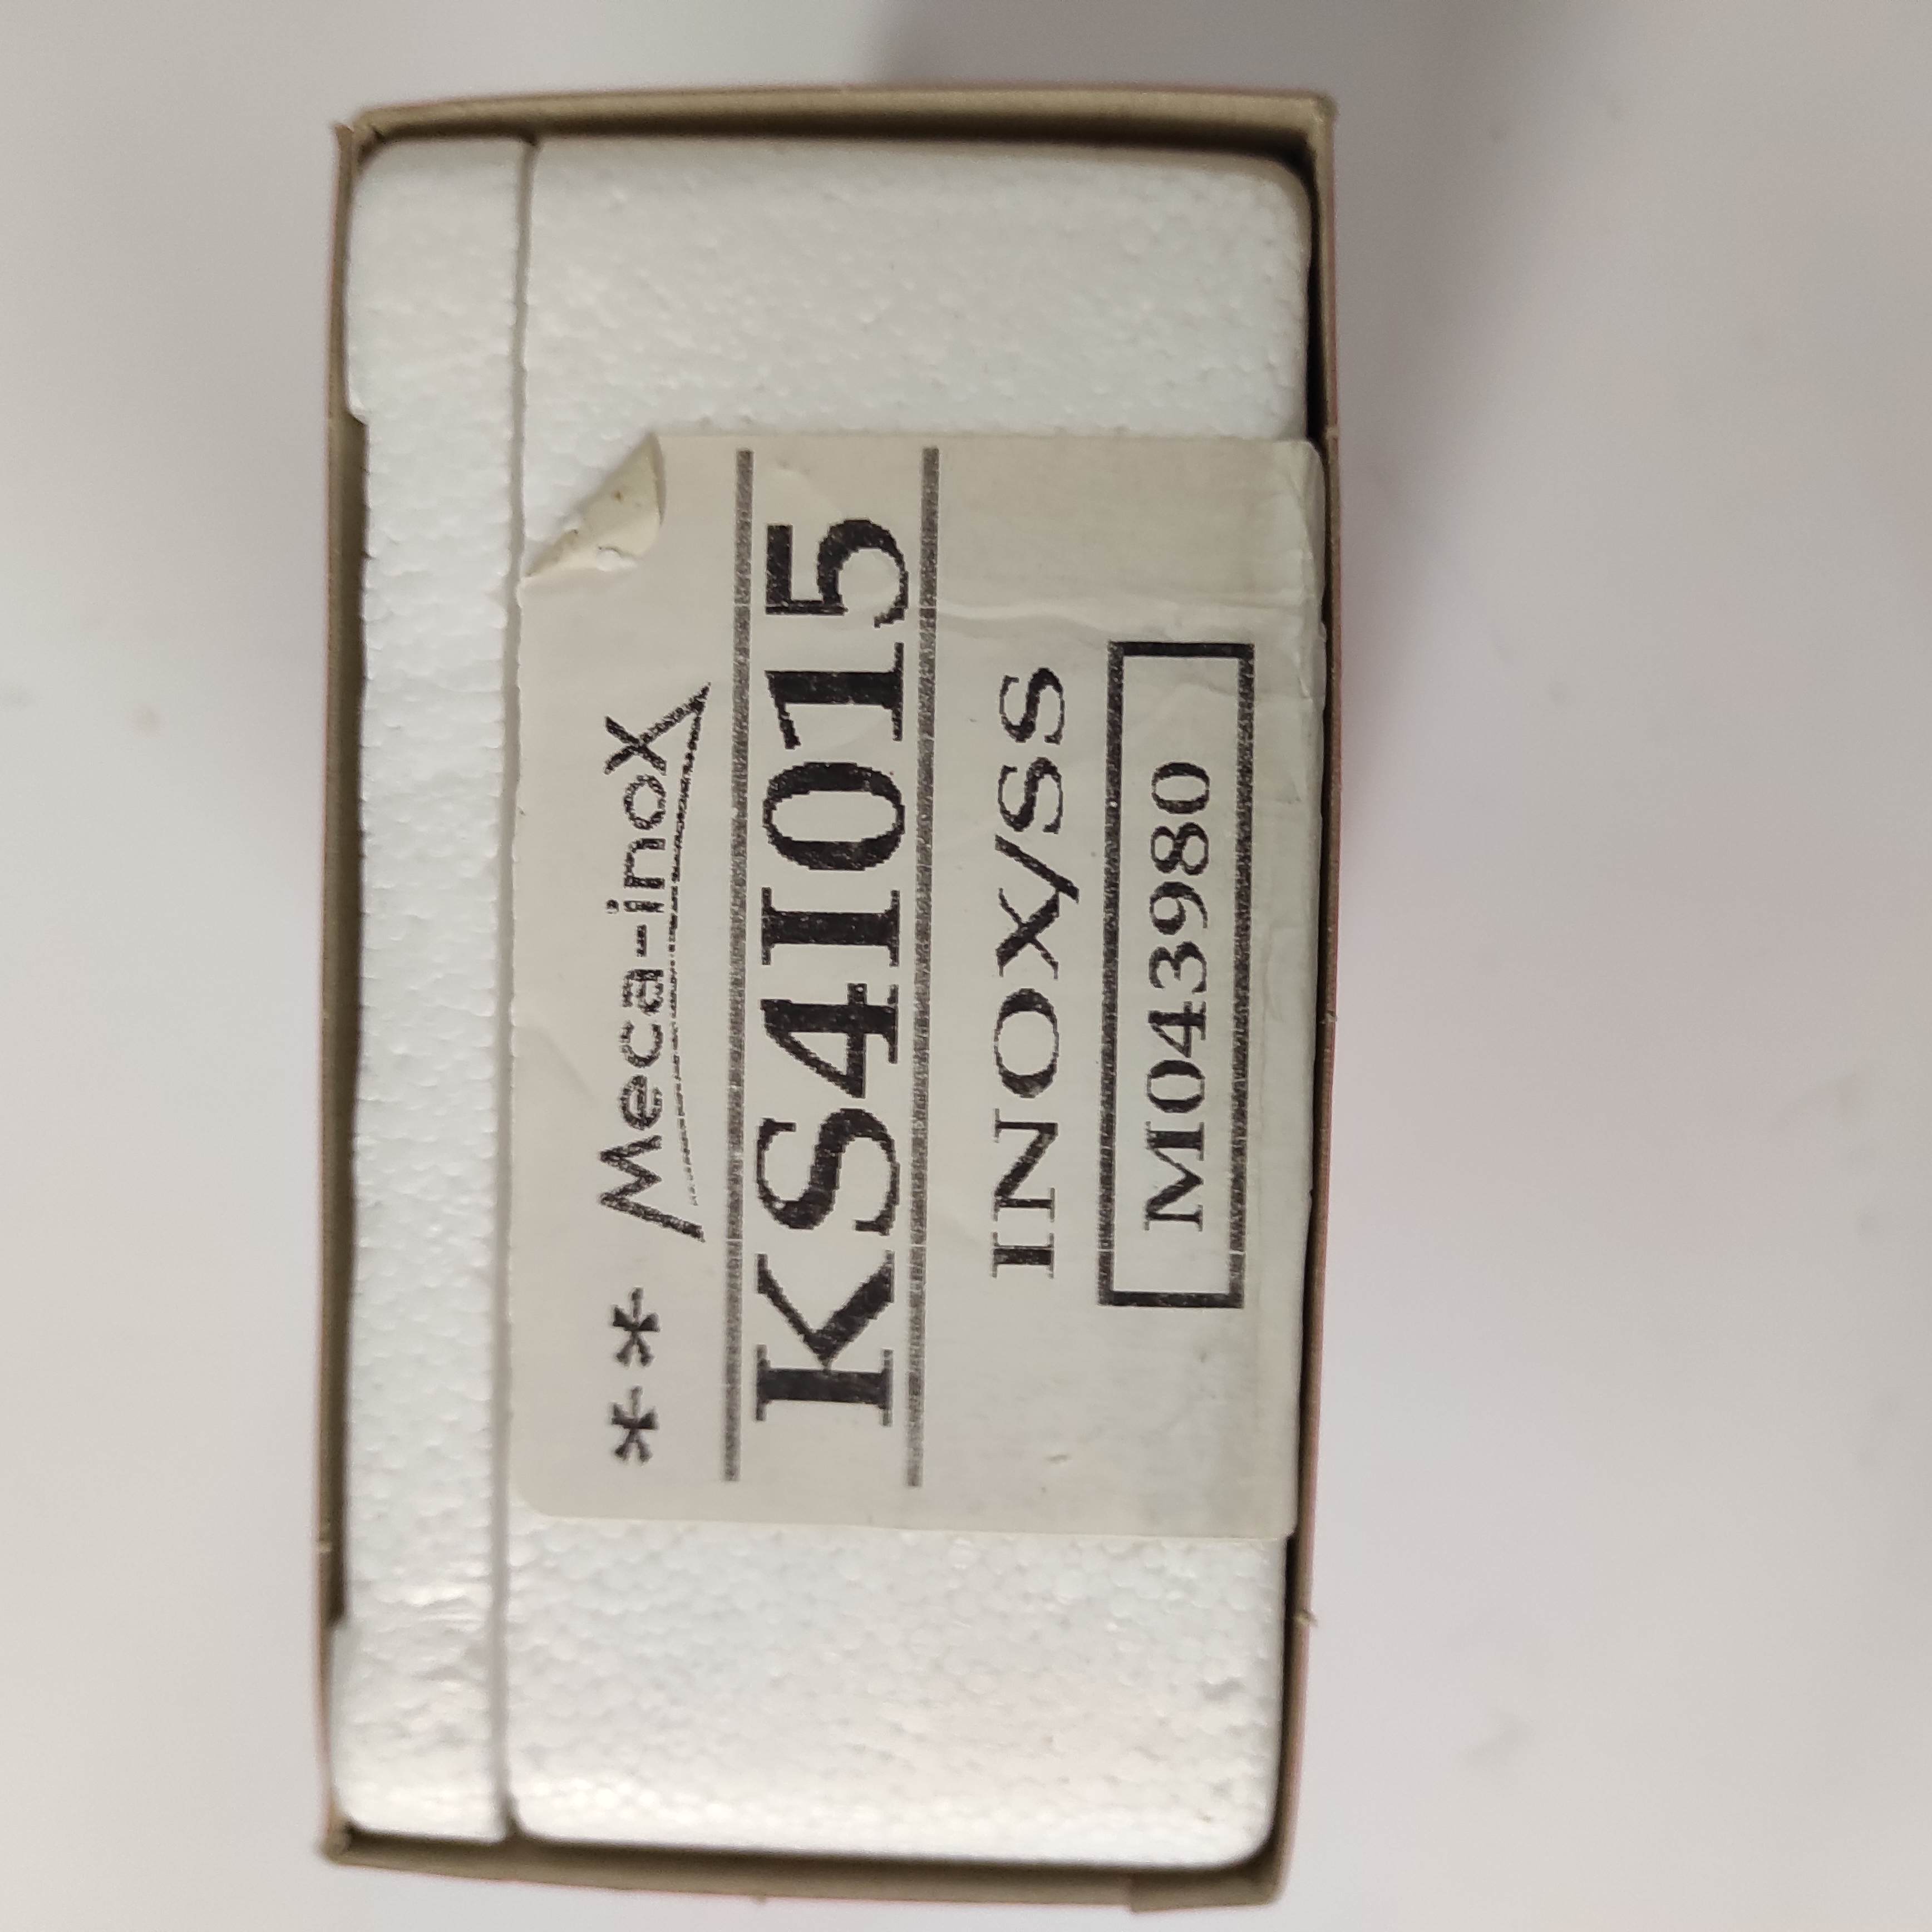 ** Meca-inoX
KS4I015
INOX/SS
M043980